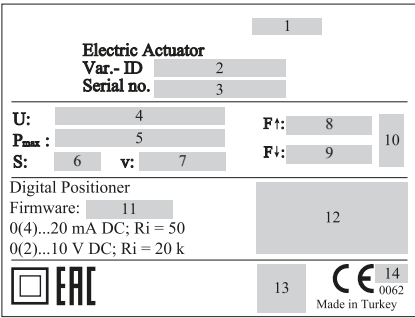 1
Electric Actuator
Var.- ID 2
Serial no. 3
U: 4
Pmax : 5
S: 6 v: 7
F↑: 8
F↓: 9
10
Digital Positioner
Firmware: 11
0(4)...20 mA DC; Ri = 50
0(2)...10 V DC; Ri = 20 k
12
EAC
13
CE 14
0062
Made in Turkey